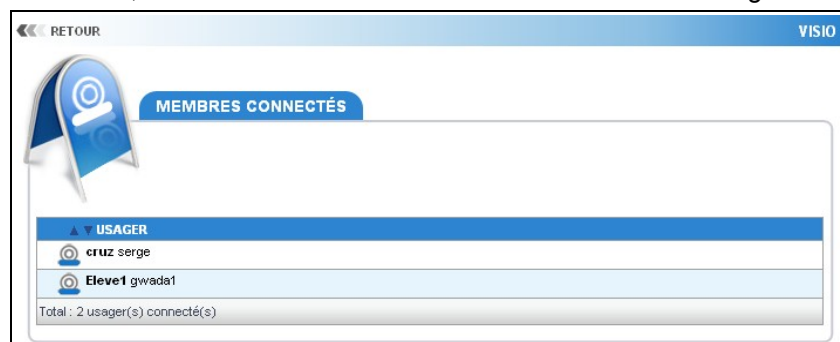 RETOUR VISIO
MEMBRES CONNECTÉS
▲ ▼ USAGER
cruz serge
Eleve1 gwada1
Total : 2 usager(s) connecté(s)